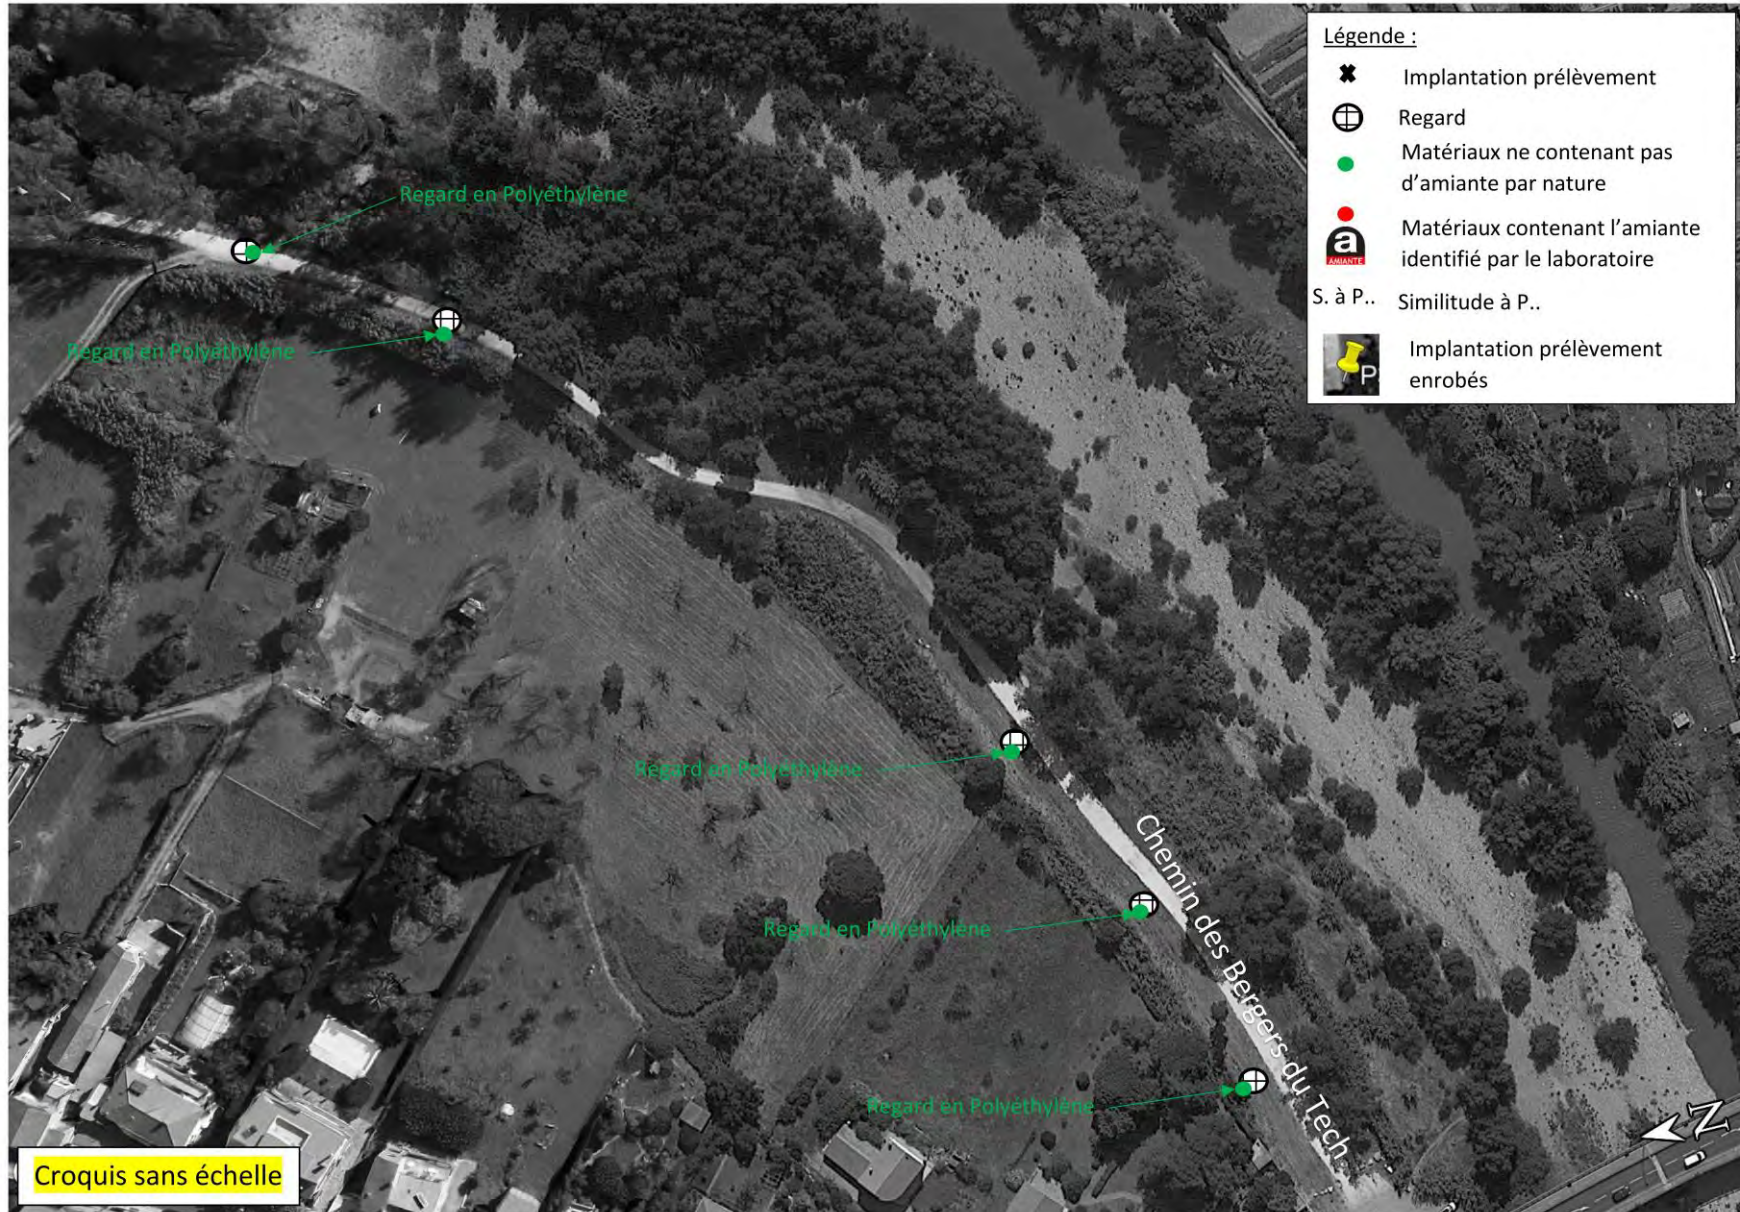 Légende :
Implantation prélèvement
Regard
Matériaux ne contenant pas
d'amiante par nature
a
AMIANTE
Matériaux contenant l'amiante
identifié par le laboratoire
S. à P.. Similitude à P..
P
Implantation prélèvement
enrobés
Regard en Polyéthylène
Regard en Polyéthylène
Regard en Polyéthylène
Chemin des Bergers du Tech
Regard en Polyéthylène
Regard en Polyéthylène
N
Croquis sans échelle